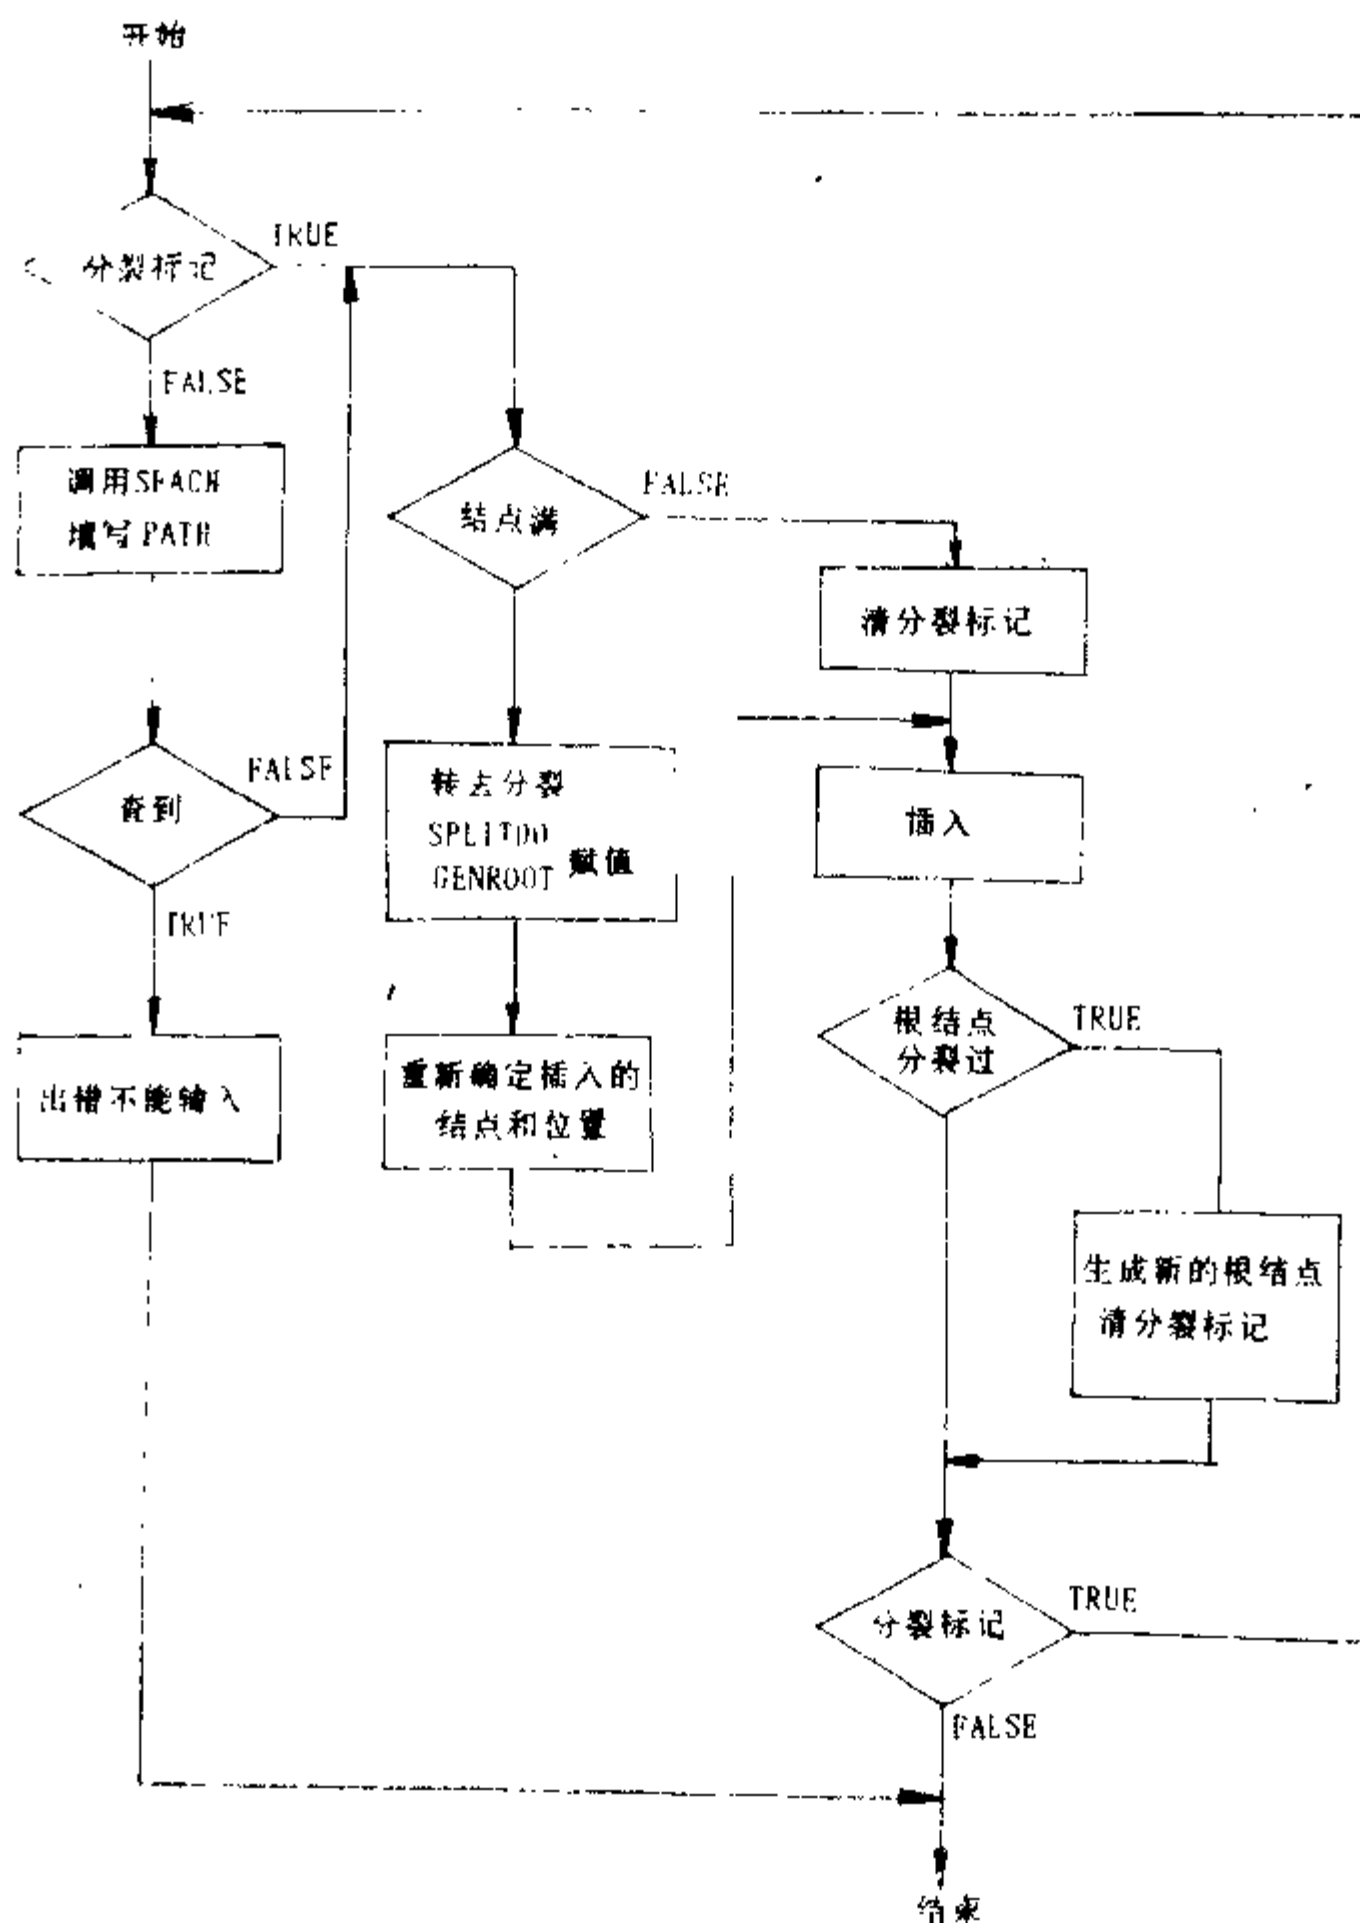 开始
TRUE
分裂标记
FALSE
调用SEACH
填写PATH
FALSE
结点满
清分裂标记
FALSE
查到
TRUE
转去分裂
SPLITDO
GENROOT 赋值
插入
根结点
分裂过
TRUE
出错不能输入
重新确定插入的
结点和位置
生成新的根结点
清分裂标记
TRUE
分裂标记
FALSE
结束